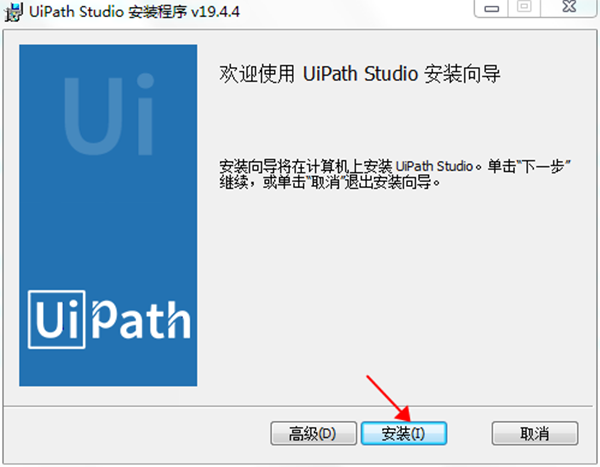 UiPath Studio 安装程序 v19.4.4
Ui
欢迎使用 UiPath Studio 安装向导
安装向导将在计算机上安装 UiPath Studio。单击“下一步”
继续，或单击“取消”退出安装向导。
UiPath
高级(D)
安装(I)
取消